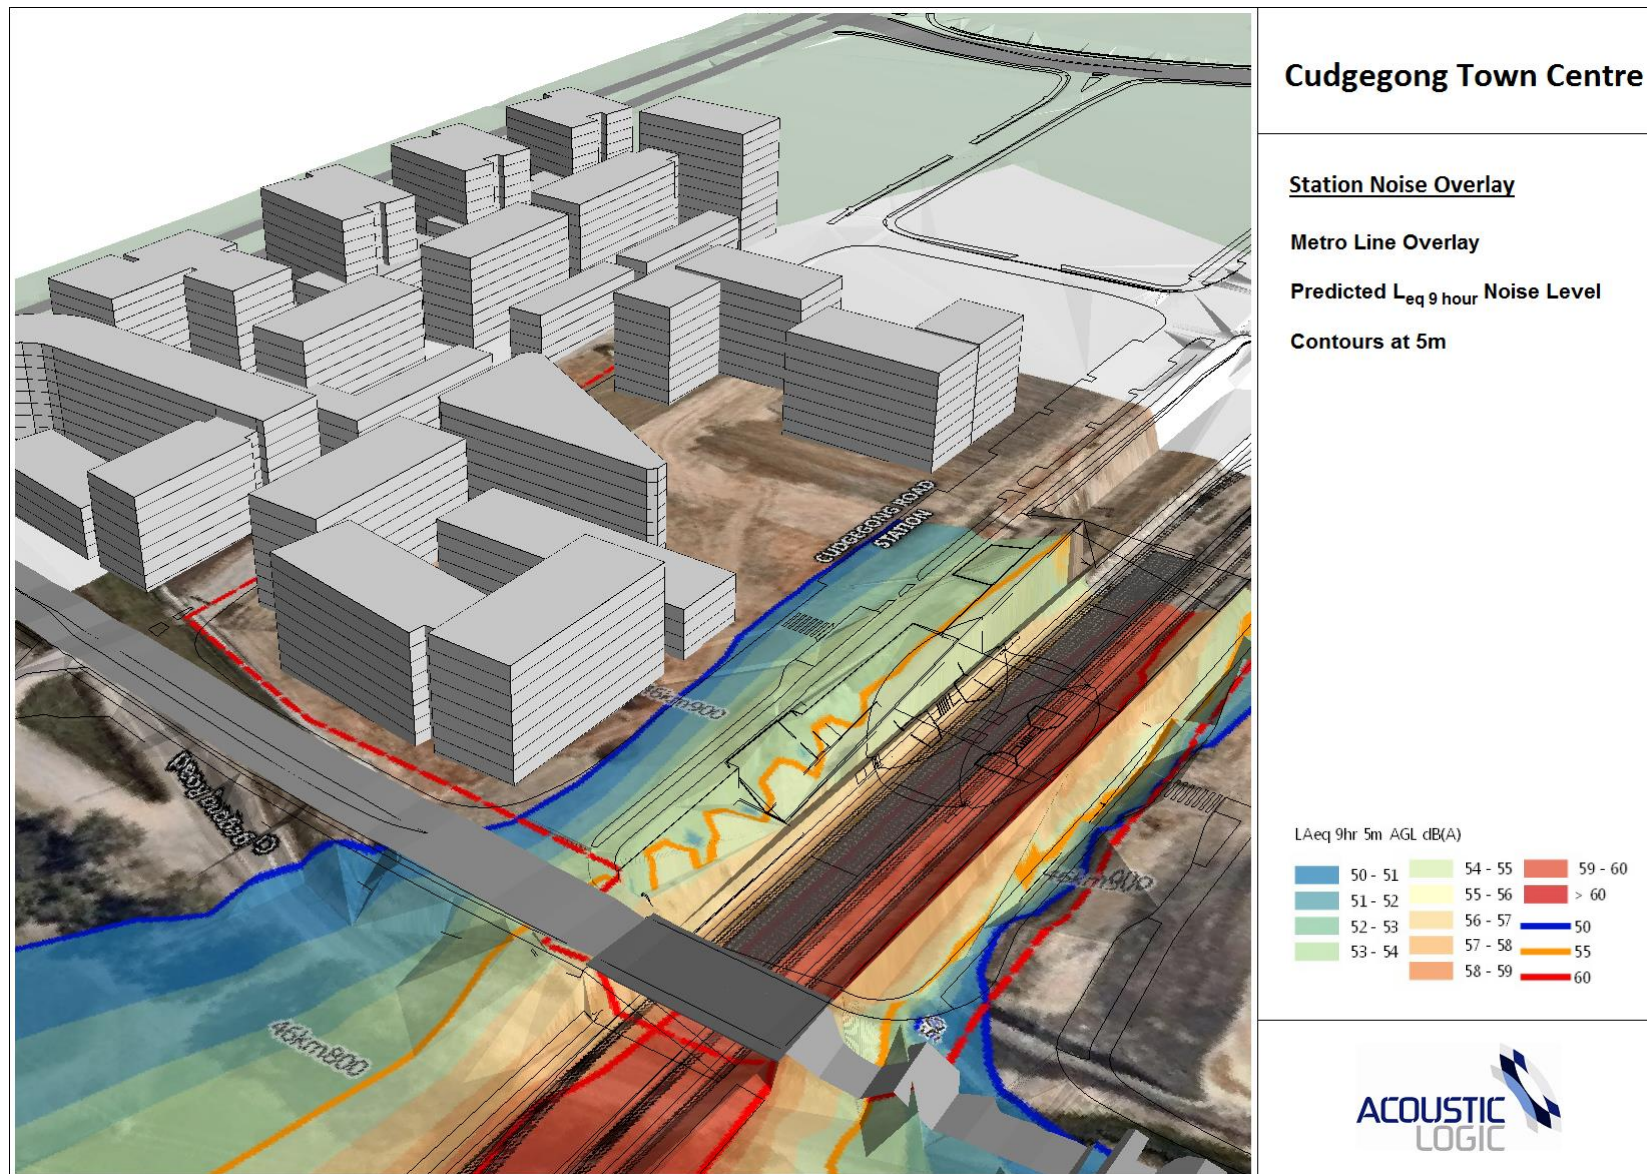 Cudgegong Town Centre
Station Noise Overlay
Metro Line Overlay
Predicted Leq 9 hour Noise Level
Contours at 5m
CUDGEGONG ROAD
STATION
46km900
46km800
LAeq 9hr 5m AGL dB(A)
50 - 51
51 - 52
52 - 53
53 - 54
54 - 55
55 - 56
56 - 57
57 - 58
58 - 59
59 - 60
> 60
50
55
60
ACOUSTIC
LOGIC